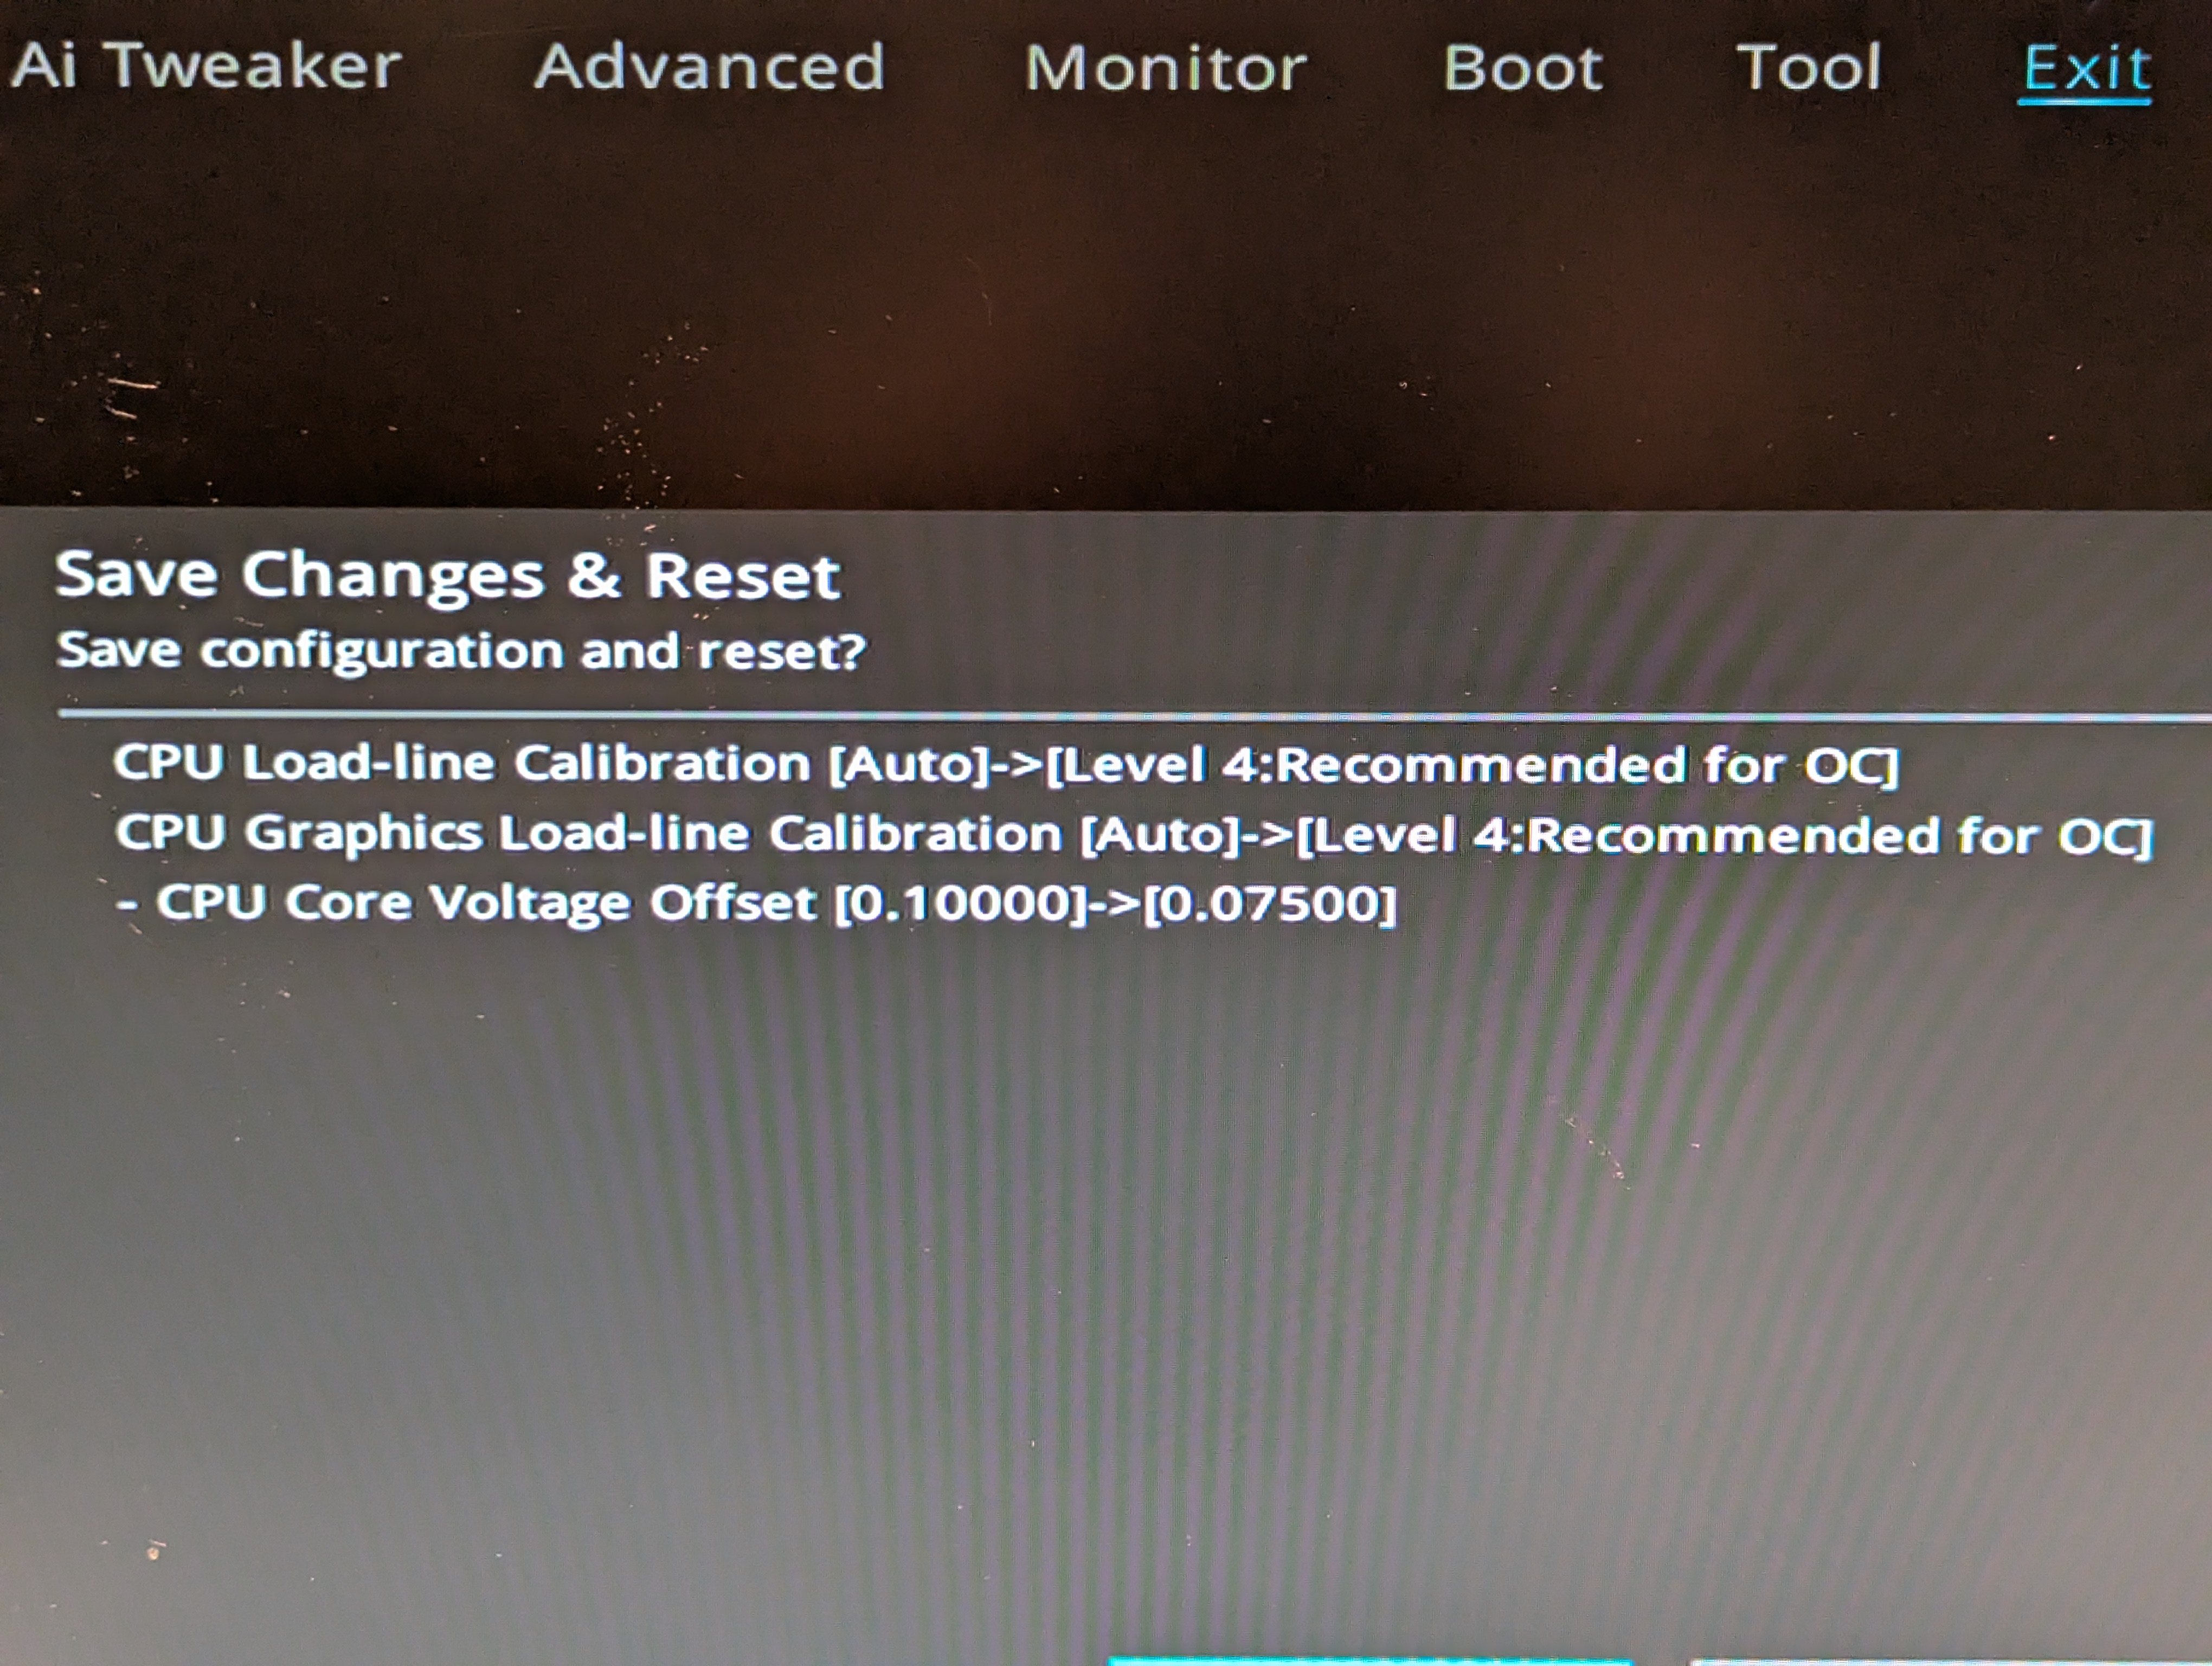 Ai Tweaker Advanced Monitor Boot Tool Exit
Save Changes & Reset
Save configuration and reset?
CPU Load-line Calibration [Auto]->[Level 4:Recommended for OC]
CPU Graphics Load-line Calibration [Auto]->[Level 4:Recommended for OC]
- CPU Core Voltage Offset [0.10000]->[0.07500]